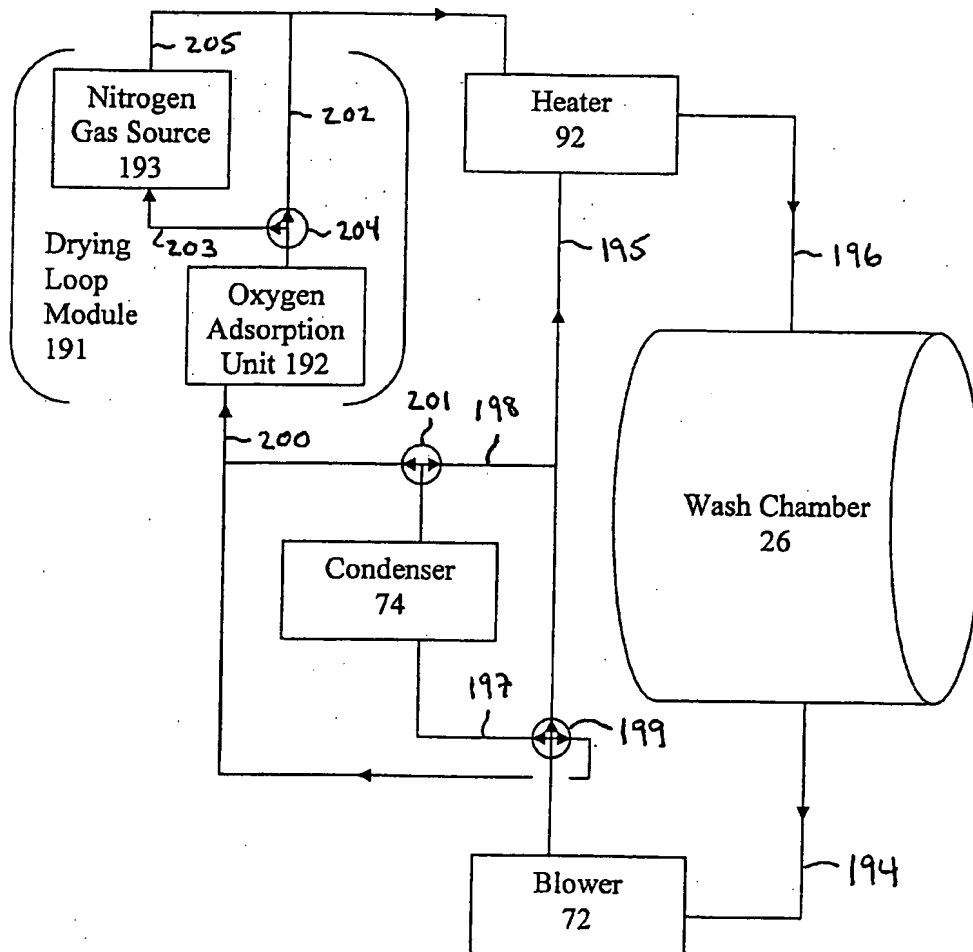 205
Nitrogen
Gas Source
193
202
203
204
Drying
Loop
Module
191
Oxygen
Adsorption
Unit 192
Heater
92
195
196
200
201
198
Condenser
74
Wash Chamber
26
197
199
Blower
72
194